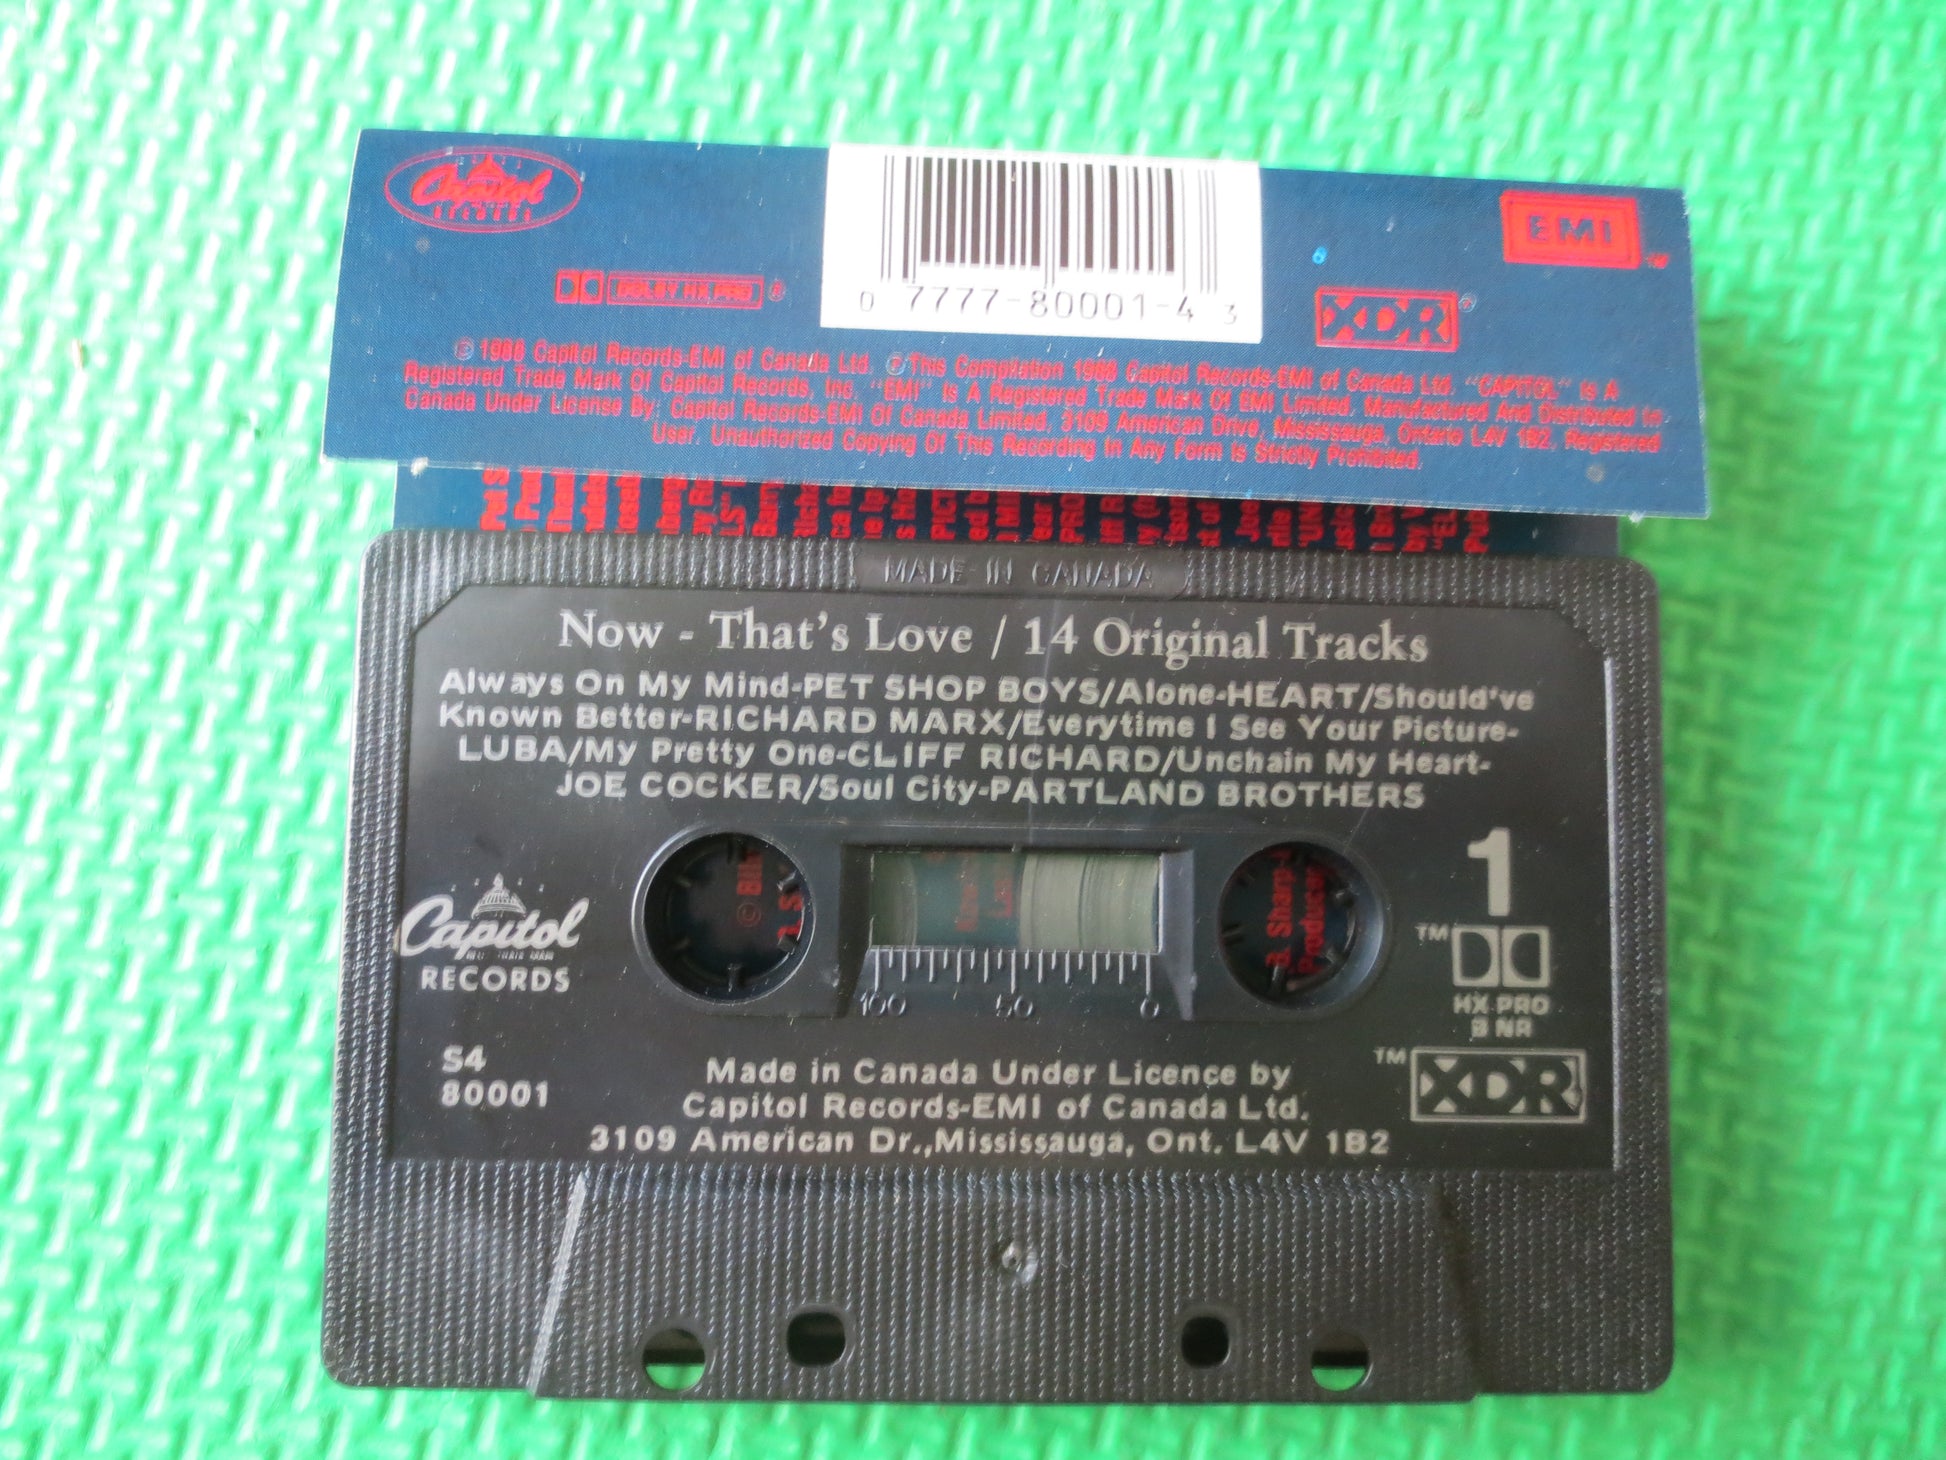 Capitol
RECORDS
EMI
TM
DOLBY HX PRO ®
0 7777-80001-4 3
XDR ®
© 1988 Capitol Records-EMI of Canada Ltd. ℗ This Compilation 1988 Capitol Records-EMI of Canada Ltd. "CAPITOL" Is A
Registered Trade Mark Of Capitol Records, Inc. "EMI" Is A Registered Trade Mark Of EMI Limited. Manufactured And Distributed In
Canada Under License By: Capitol Records-EMI Of Canada Limited, 3109 American Drive, Mississauga, Ontario L4V 1B2, Registered
User. Unauthorized Copying Of This Recording In Any Form Is Strictly Prohibited.
MADE IN CANADA
Now - That's Love / 14 Original Tracks
Always On My Mind-PET SHOP BOYS/Alone-HEART/Should've
Known Better-RICHARD MARX/Everytime I See Your Picture-
LUBA/My Pretty One-CLIFF RICHARD/Unchain My Heart-
JOE COCKER/Soul City-PARTLAND BROTHERS
1
Capitol
RECORDS
100 50 0
TM
HX PRO
B NR
S4
80001
TM XDR
Made in Canada Under Licence by
Capitol Records-EMI of Canada Ltd.
3109 American Dr.,Mississauga, Ont. L4V 1B2